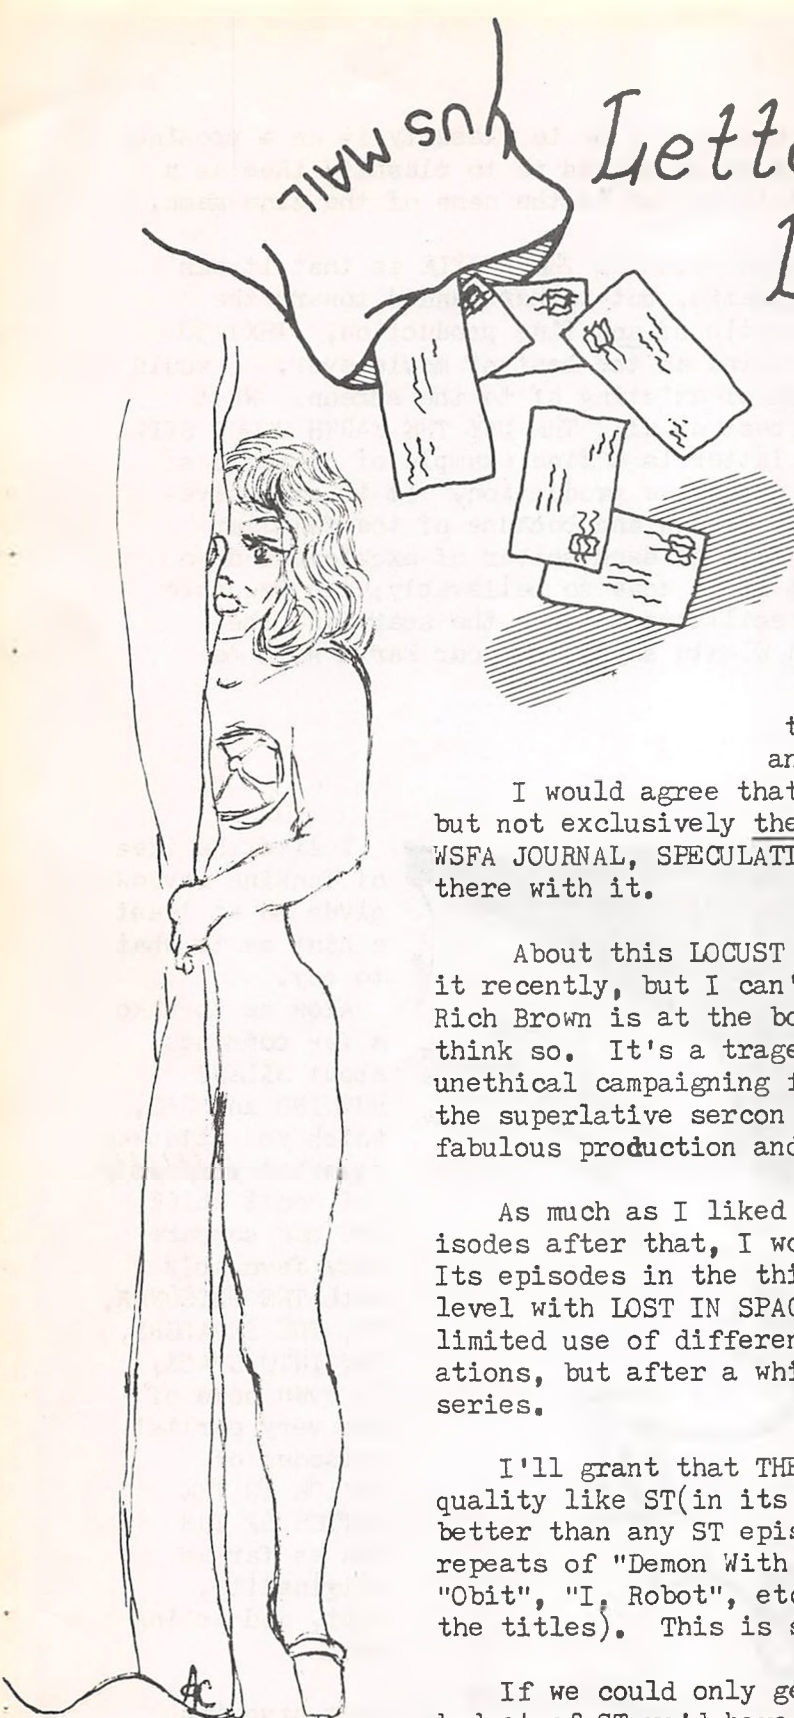 US MAIL
Lette
L
t
an
I would agree that
but not exclusively the
WSFA JOURNAL, SPECULATI
there with it.
About this LOCUST
it recently, but I can'
Rich Brown is at the bo
think so. It's a trage
unethical campaigning f
the superlative sercon
fabulous production and
As much as I liked
isodes after that, I wo
Its episodes in the thi
level with LOST IN SPAC
limited use of differen
ations, but after a whi
series.
I'll grant that THE
quality like ST(in its
better than any ST epis
repeats of "Demon With
"Obit", "I, Robot", etc
the titles). This is s
If we could only ge
AC